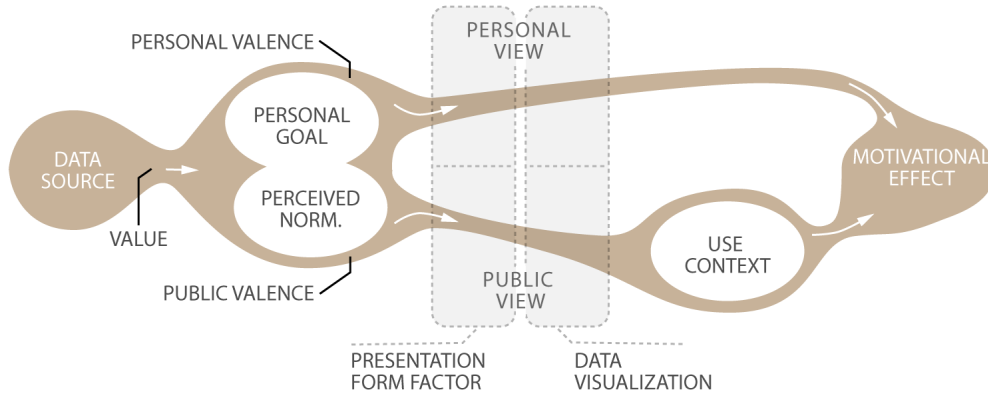 PERSONAL
VIEW
PERSONAL VALENCE
PERSONAL
GOAL
DATA
SOURCE
MOTIVATIONAL
EFFECT
PERCEIVED
NORM.
VALUE
USE
CONTEXT
PUBLIC VALENCE
PUBLIC
VIEW
PRESENTATION
FORM FACTOR
DATA
VISUALIZATION